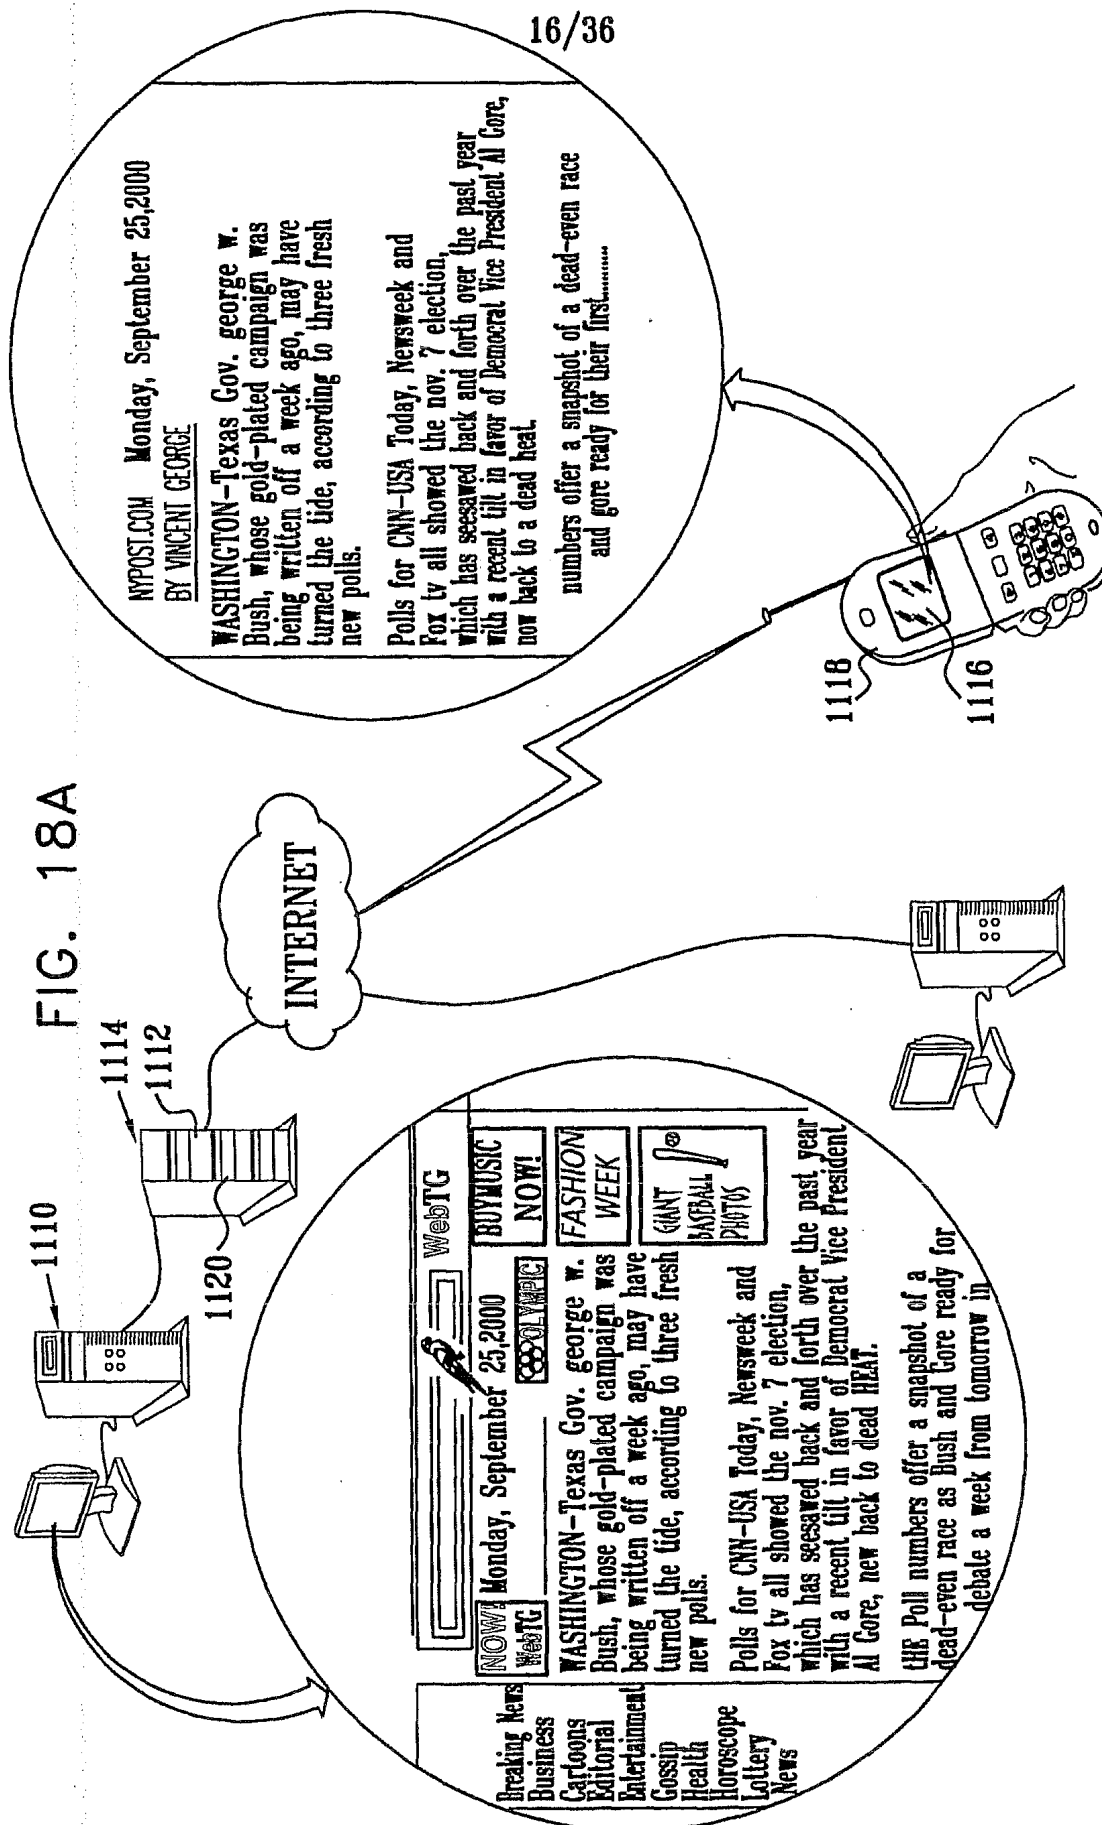 16/36
FIG. 18A
1110
1114
1112
1120
INTERNET
WebTG
NOW!
WebTG
Monday, September 25,2000
OLYMPIC
BUYMUSIC
NOW!
FASHION
WEEK
GIANT
BASEBALL
PHOTOS
Breaking News
Business
Cartoons
Editorial
Entertainment
Gossip
Health
Horoscope
Lottery
News
WASHINGTON-Texas Gov. george w.
Bush, whose gold-plated campaign was
being written off a week ago, may have
turned the tide, according to three fresh
new polls.
Polls for CNN-USA Today, Newsweek and
Fox tv all showed the nov. 7 election,
which has seesawed back and forth over the past year
with a recent tilt in favor of Democrat Vice President
Al Gore, new back to dead HEAT.
tHE Poll numbers offer a snapshot of a
dead-even race as Bush and Gore ready for
debate a week from tomorrow in
NYPOST.COM Monday, September 25,2000
BY VINCENT GEORGE
WASHINGTON-Texas Gov. george w.
Bush, whose gold-plated campaign was
being written off a week ago, may have
turned the tide, according to three fresh
new polls.
Polls for CNN-USA Today, Newsweek and
Fox tv all showed the nov. 7 election,
which has seesawed back and forth over the past year
with a recent tilt in favor of Democrat Vice President Al Gore,
now back to a dead heat.
numbers offer a snapshot of a dead-even race
and gore ready for their first...........
1118
1116